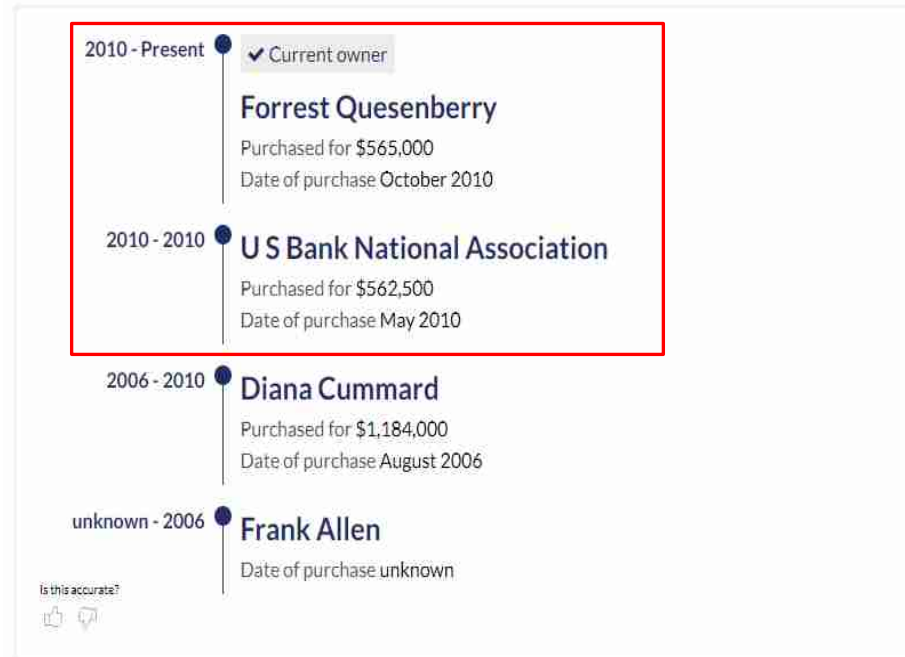 2010 - Present
✔ Current owner
Forrest Quesenberry
Purchased for $565,000
Date of purchase October 2010
2010 - 2010
U S Bank National Association
Purchased for $562,500
Date of purchase May 2010
2006 - 2010
Diana Cummard
Purchased for $1,184,000
Date of purchase August 2006
unknown - 2006
Frank Allen
Date of purchase unknown
Is this accurate?